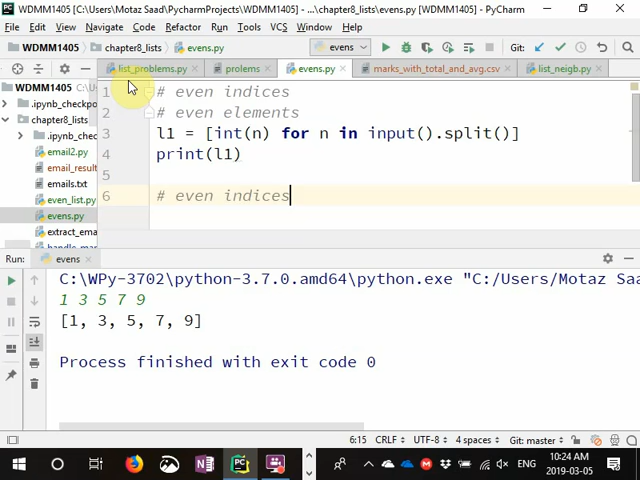 WDMM1405 [C:\Users\Motaz Saad\PycharmProjects\WDMM1405] - ...\chapter8_lists\evens.py - PyCharm
File Edit View Navigate Code Refactor Run Tools VCS Window Help
WDMM1405 chapter8_lists evens.py evens Git:
list_problems.py prolems evens.py marks_with_total_and_avg.csv list_neigb.py
WDMM1405
.ipynb_checkpo
chapter8_lists
.ipynb_check
email2.py
email_result
emails.txt
even_list.py
evens.py
extract_ema
1 # even indices
2 # even elements
3 l1 = [int(n) for n in input().split()]
4 print(l1)
5
6 # even indices
Run: evens
C:\WPy-3702\python-3.7.0.amd64\python.exe "C:/Users/Motaz Saa
1 3 5 7 9
[1, 3, 5, 7, 9]
Process finished with exit code 0
6:15 CRLF UTF-8 4 spaces Git: master
10:24 AM
ENG
2019-03-05